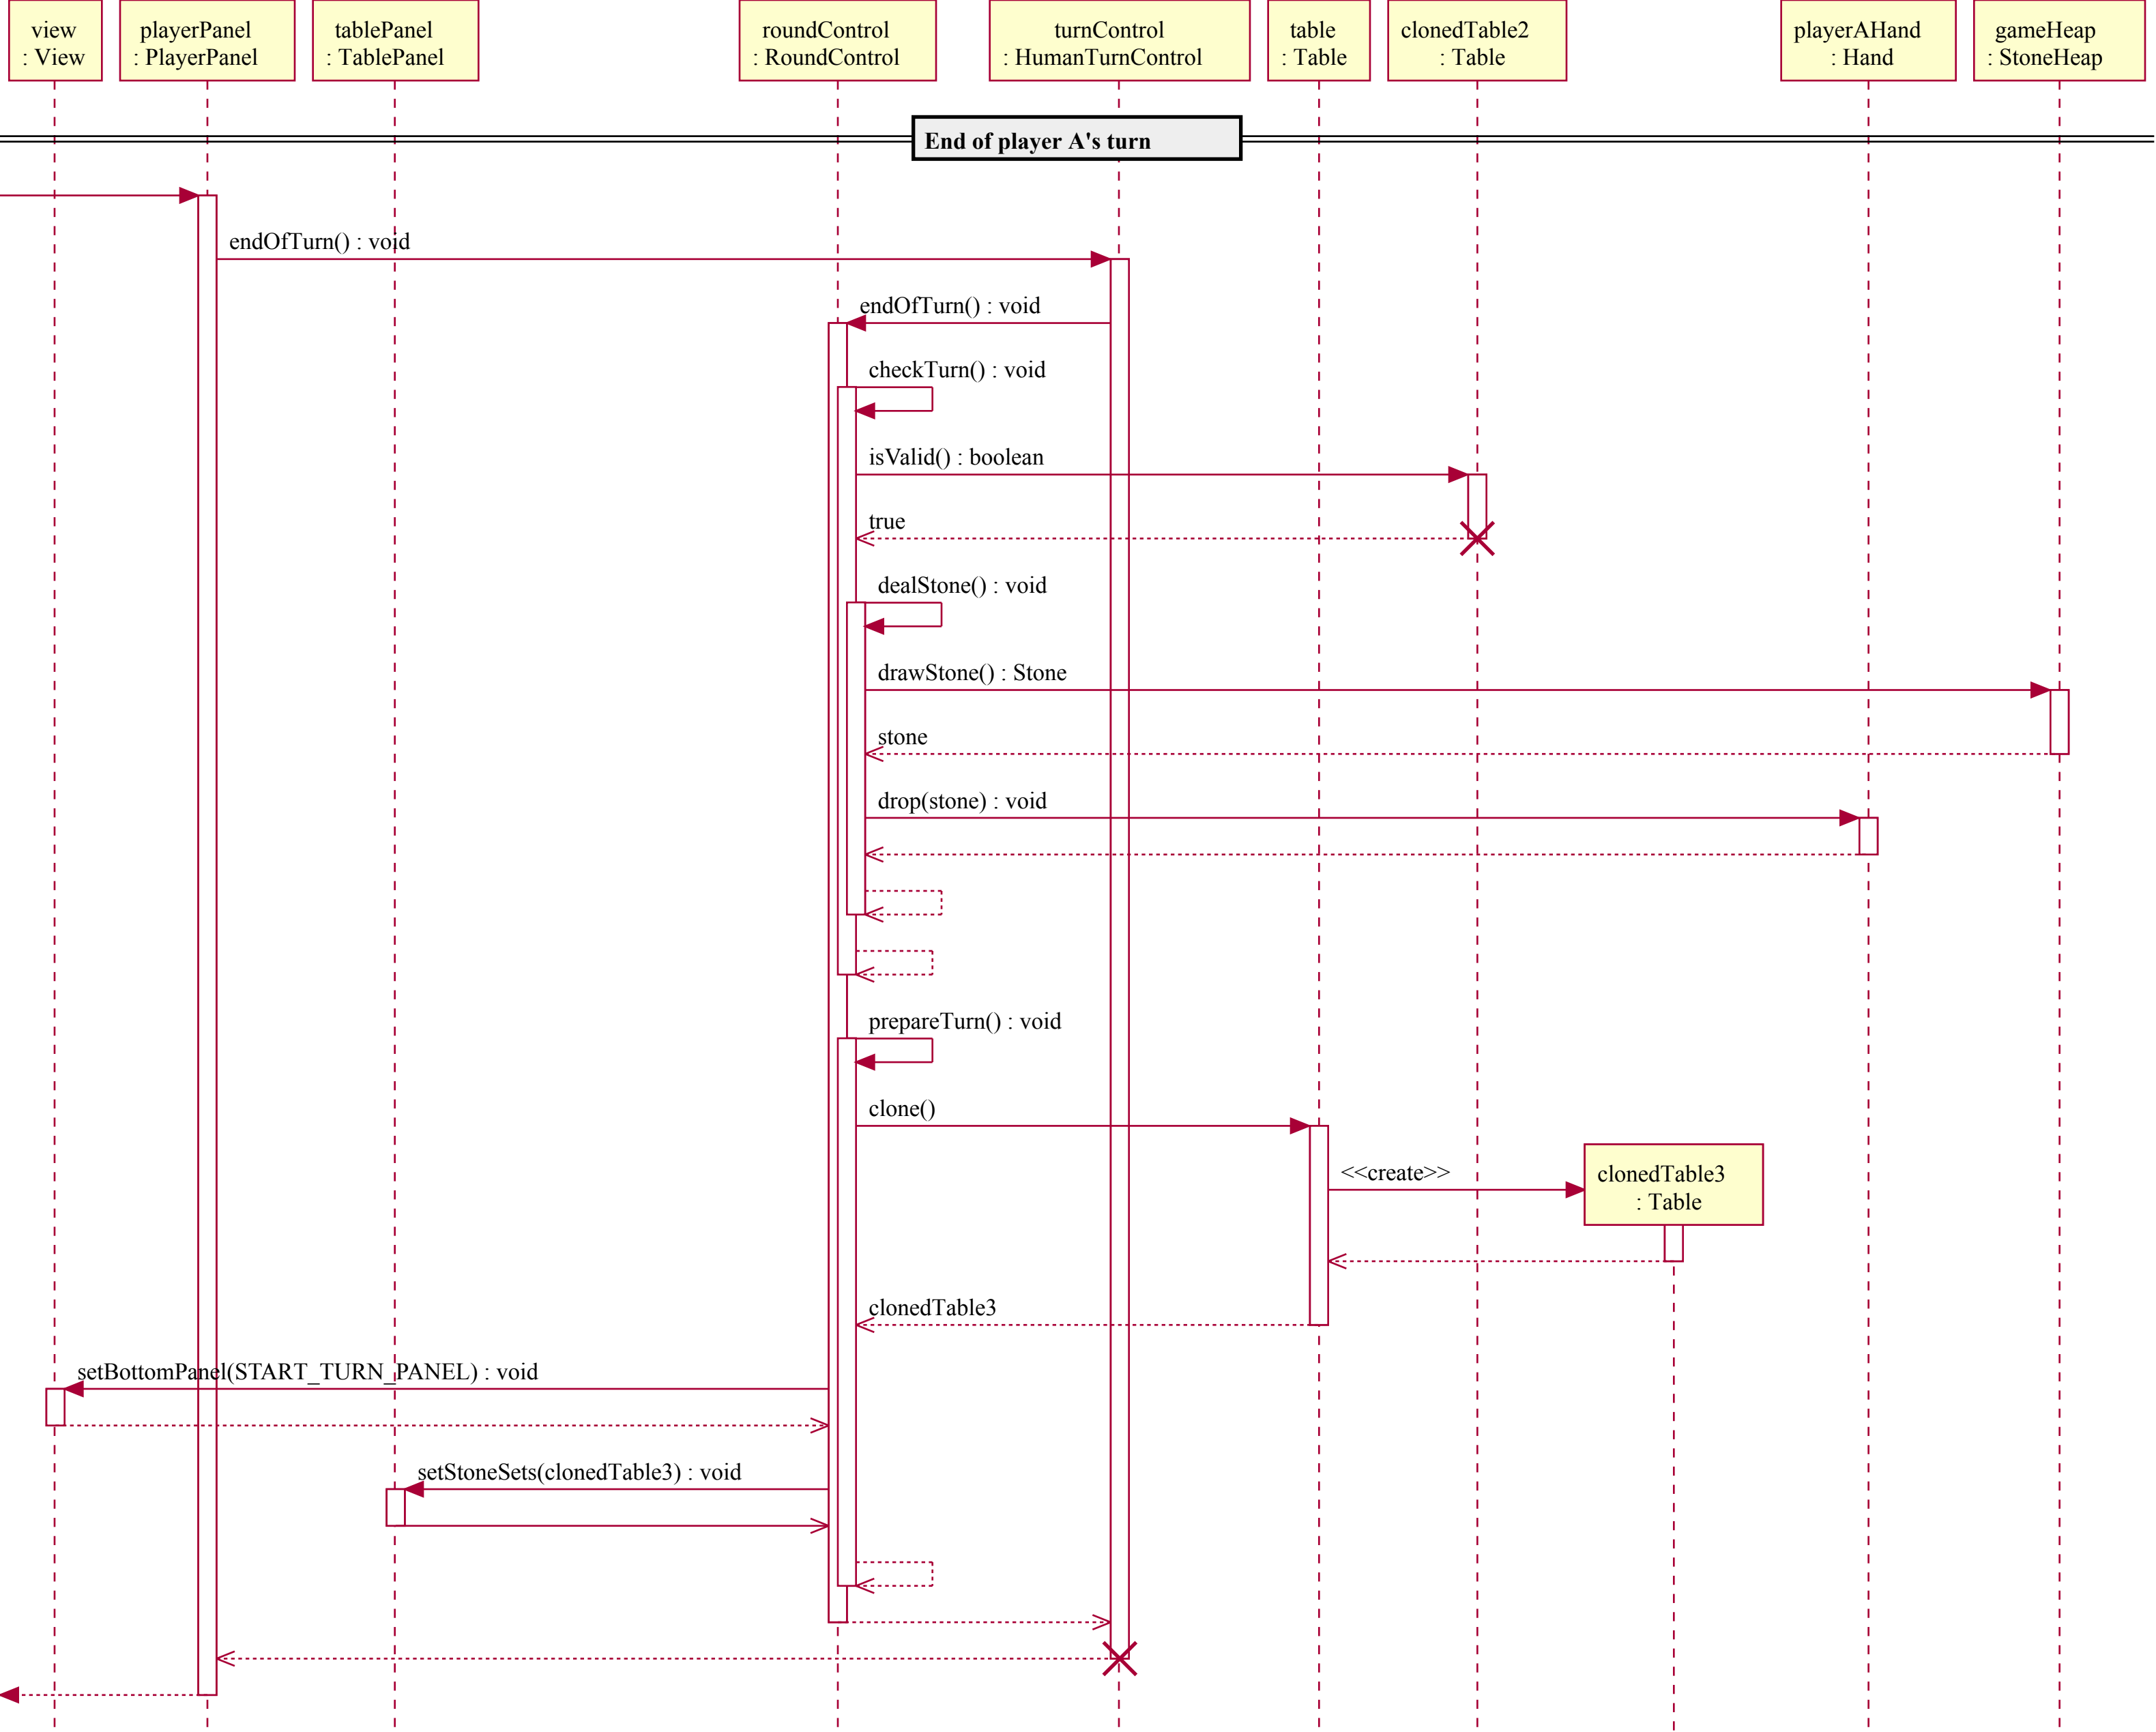 view
: View
playerPanel
: PlayerPanel
tablePanel
: TablePanel
roundControl
: RoundControl
turnControl
: HumanTurnControl
table
: Table
clonedTable2
: Table
playerAHand
: Hand
gameHeap
: StoneHeap
End of player A's turn
endOfTurn() : void
endOfTurn() : void
checkTurn() : void
isValid() : boolean
true
dealStone() : void
drawStone() : Stone
stone
drop(stone) : void
prepareTurn() : void
clone()
<<create>>
clonedTable3
: Table
clonedTable3
setBottomPanel(START_TURN_PANEL) : void
setStoneSets(clonedTable3) : void